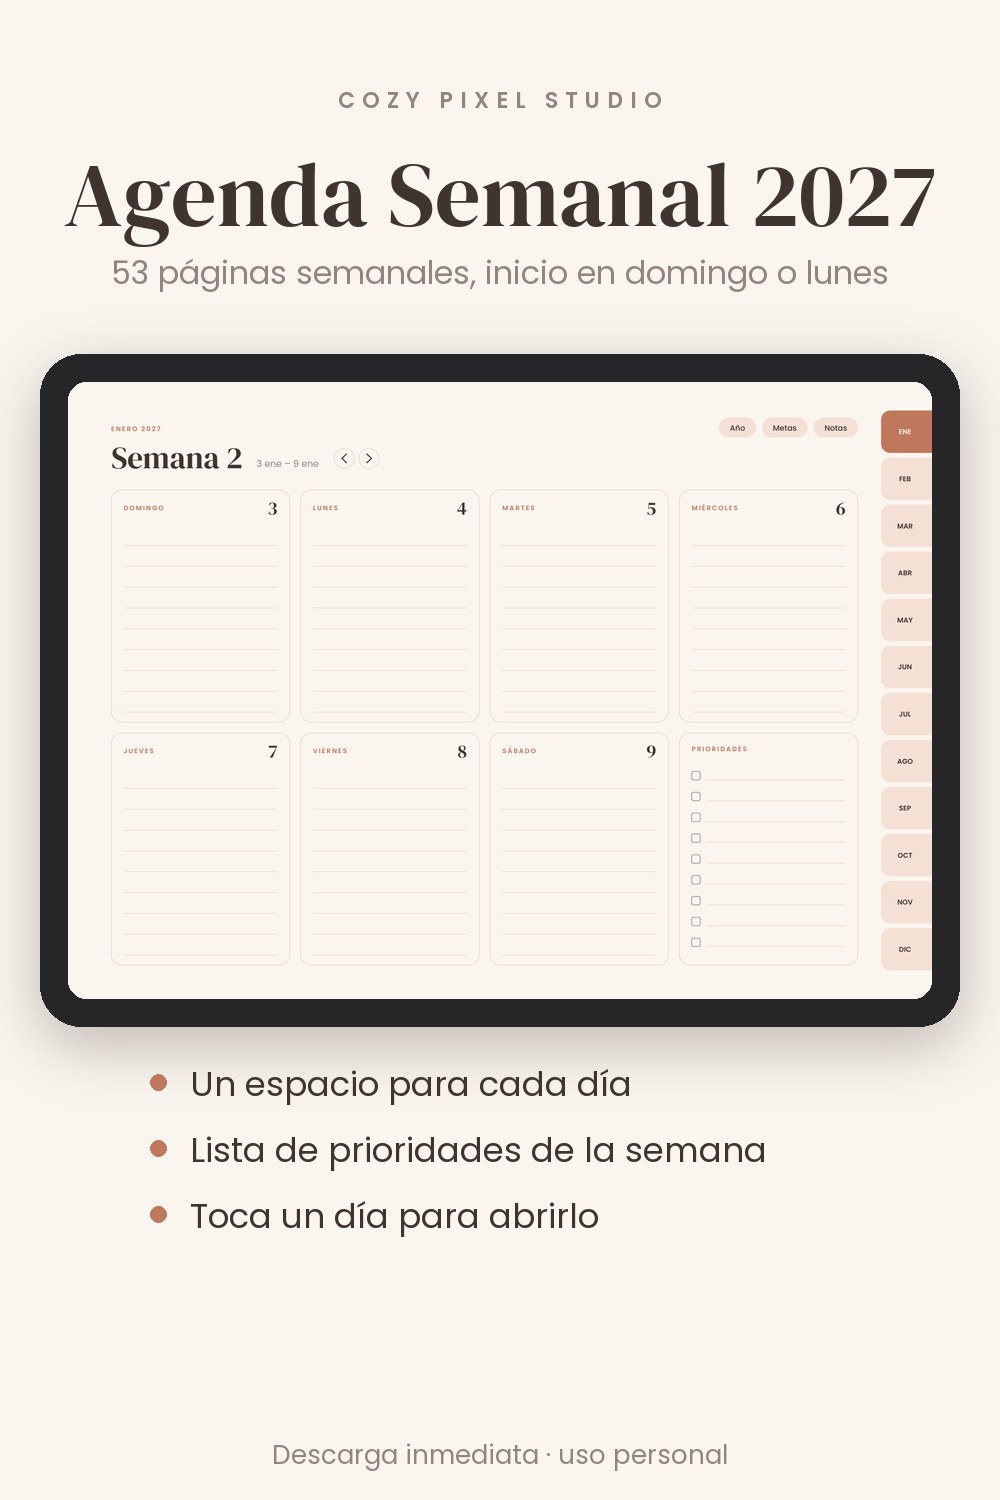 COZY PIXEL STUDIO
Agenda Semanal 2027
53 páginas semanales, inicio en domingo o lunes
ENERO 2027
Semana 2 3 ene – 9 ene
Año Metas Notas
DOMINGO 3
LUNES 4
MARTES 5
MIÉRCOLES 6
JUEVES 7
VIERNES 8
SÁBADO 9
PRIORIDADES
ENE
FEB
MAR
ABR
MAY
JUN
JUL
AGO
SEP
OCT
NOV
DIC
Un espacio para cada día
Lista de prioridades de la semana
Toca un día para abrirlo
Descarga inmediata · uso personal